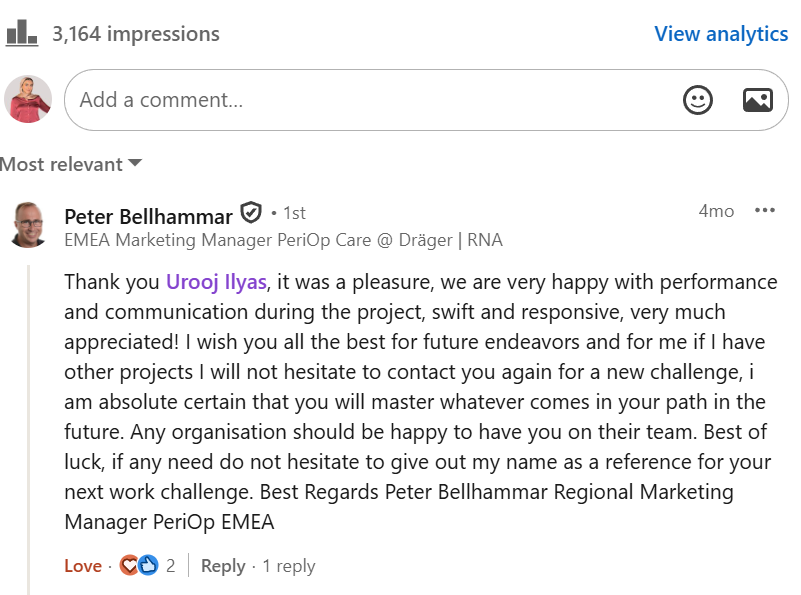 3,164 impressions
View analytics
Add a comment...
Most relevant
Peter Bellhammar • 1st
4mo
EMEA Marketing Manager PeriOp Care @ Dräger | RNA
Thank you Urooj Ilyas, it was a pleasure, we are very happy with performance
and communication during the project, swift and responsive, very much
appreciated! I wish you all the best for future endeavors and for me if I have
other projects I will not hesitate to contact you again for a new challenge, i
am absolute certain that you will master whatever comes in your path in the
future. Any organisation should be happy to have you on their team. Best of
luck, if any need do not hesitate to give out my name as a reference for your
next work challenge. Best Regards Peter Bellhammar Regional Marketing
Manager PeriOp EMEA
Love · 2 | Reply · 1 reply